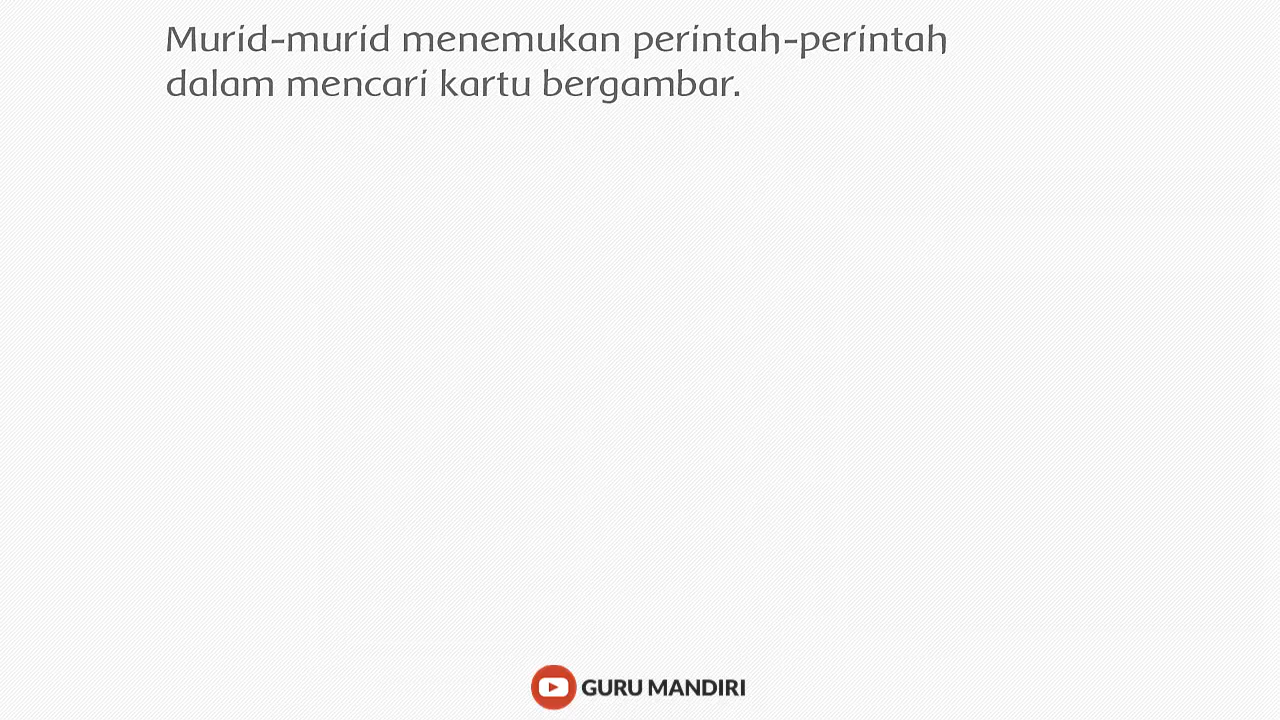 Murid-murid menemukan perintah-perintah
dalam mencari kartu bergambar.
GURU MANDIRI